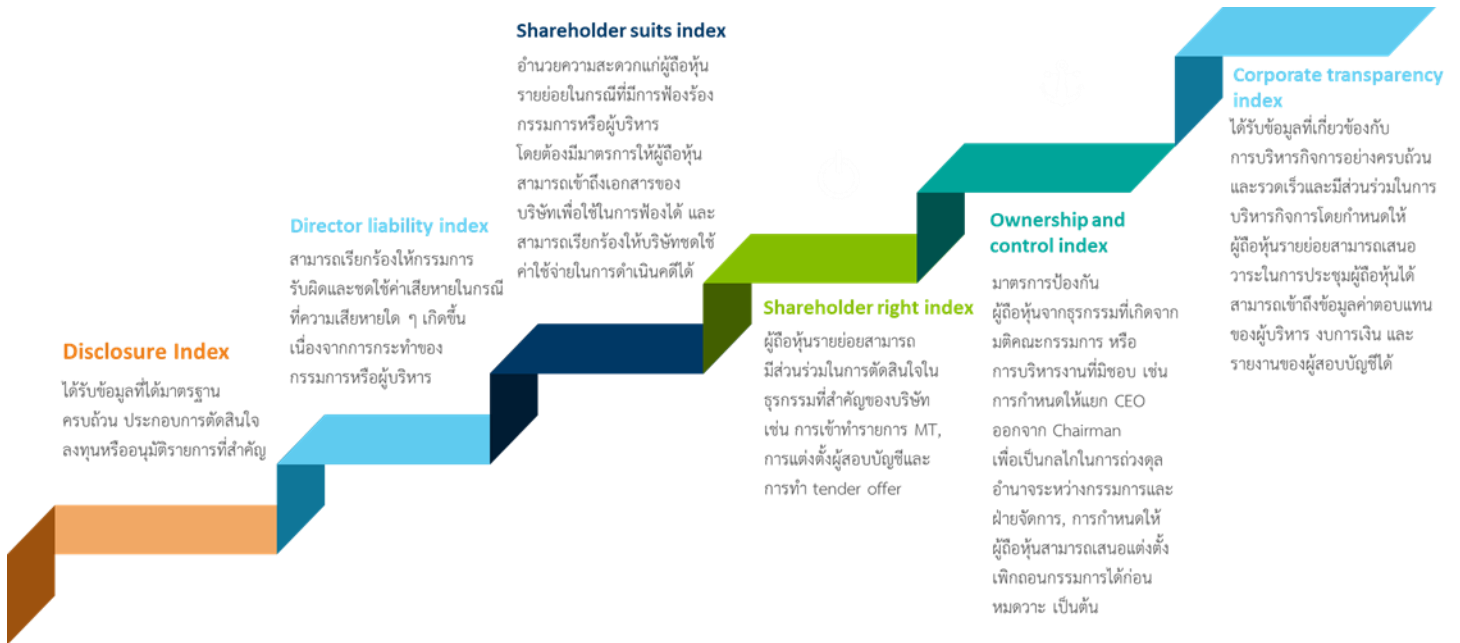 Disclosure Index
ได้รับข้อมูลที่ได้มาตรฐาน
ครบถ้วน ประกอบการตัดสินใจ
ลงทุนหรืออนุมัติรายการที่สำคัญ
Director liability index
สามารถเรียกร้องให้กรรมการ
รับผิดและชดใช้ค่าเสียหายในกรณี
ที่ความเสียหายใด ๆ เกิดขึ้น
เนื่องจากการกระทำของ
กรรมการหรือผู้บริหาร
Shareholder suits index
อำนวยความสะดวกแก่ผู้ถือหุ้น
รายย่อยในกรณีที่มีการฟ้องร้อง
กรรมการหรือผู้บริหาร
โดยต้องมีมาตรการให้ผู้ถือหุ้น
สามารถเข้าถึงเอกสารของ
บริษัทเพื่อใช้ในการฟ้องได้ และ
สามารถเรียกร้องให้บริษัทชดใช้
ค่าใช้จ่ายในการดำเนินคดีได้
Shareholder right index
ผู้ถือหุ้นรายย่อยสามารถ
มีส่วนร่วมในการตัดสินใจใน
ธุรกรรมที่สำคัญของบริษัท
เช่น การเข้าทำรายการ MT,
การแต่งตั้งผู้สอบบัญชีและ
การทำ tender offer
Ownership and
control index
มาตรการป้องกัน
ผู้ถือหุ้นจากธุรกรรมที่เกิดจาก
มติคณะกรรมการ หรือ
การบริหารงานที่มิชอบ เช่น
การกำหนดให้แยก CEO
ออกจาก Chairman
เพื่อเป็นกลไกในการถ่วงดุล
อำนาจระหว่างกรรมการและ
ฝ่ายจัดการ, การกำหนดให้
ผู้ถือหุ้นสามารถเสนอแต่งตั้ง
เพิกถอนกรรมการได้ก่อน
หมดวาะ เป็นต้น
Corporate transparency
index
ได้รับข้อมูลที่เกี่ยวข้องกับ
การบริหารกิจการอย่างครบถ้วน
และรวดเร็วและมีส่วนร่วมในการ
บริหารกิจการโดยกำหนดให้
ผู้ถือหุ้นรายย่อยสามารถเสนอ
วาระในการประชุมผู้ถือหุ้นได้
สามารถเข้าถึงข้อมูลค่าตอบแทน
ของผู้บริหาร งบการเงิน และ
รายงานของผู้สอบบัญชีได้